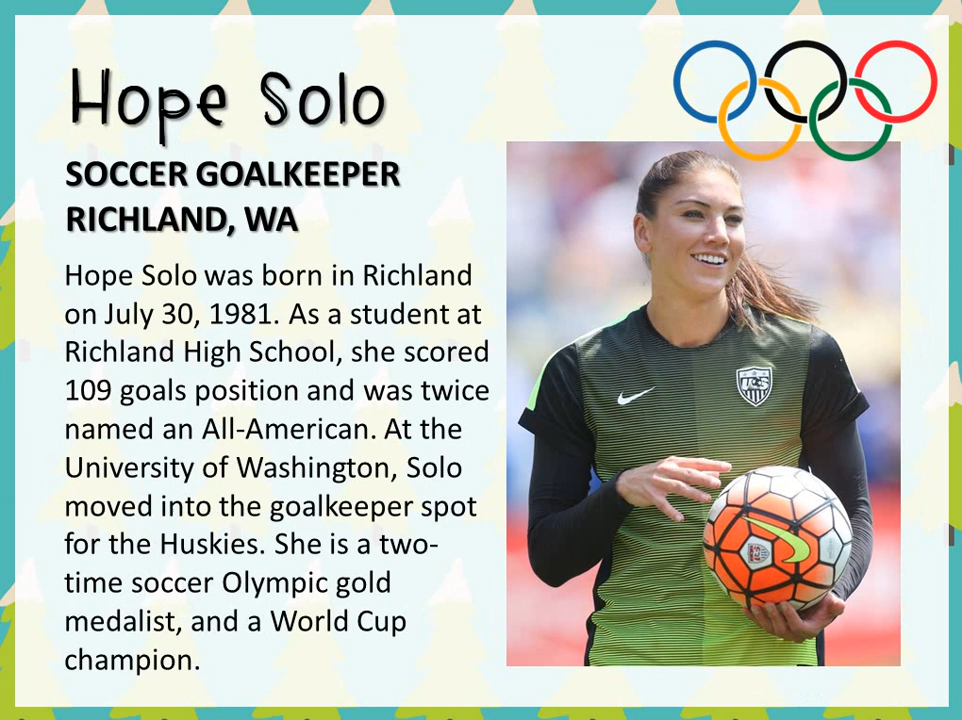 Hope Solo
SOCCER GOALKEEPER
RICHLAND, WA
Hope Solo was born in Richland
on July 30, 1981. As a student at
Richland High School, she scored
109 goals position and was twice
named an All-American. At the
University of Washington, Solo
moved into the goalkeeper spot
for the Huskies. She is a two-
time soccer Olympic gold
medalist, and a World Cup
champion.
US